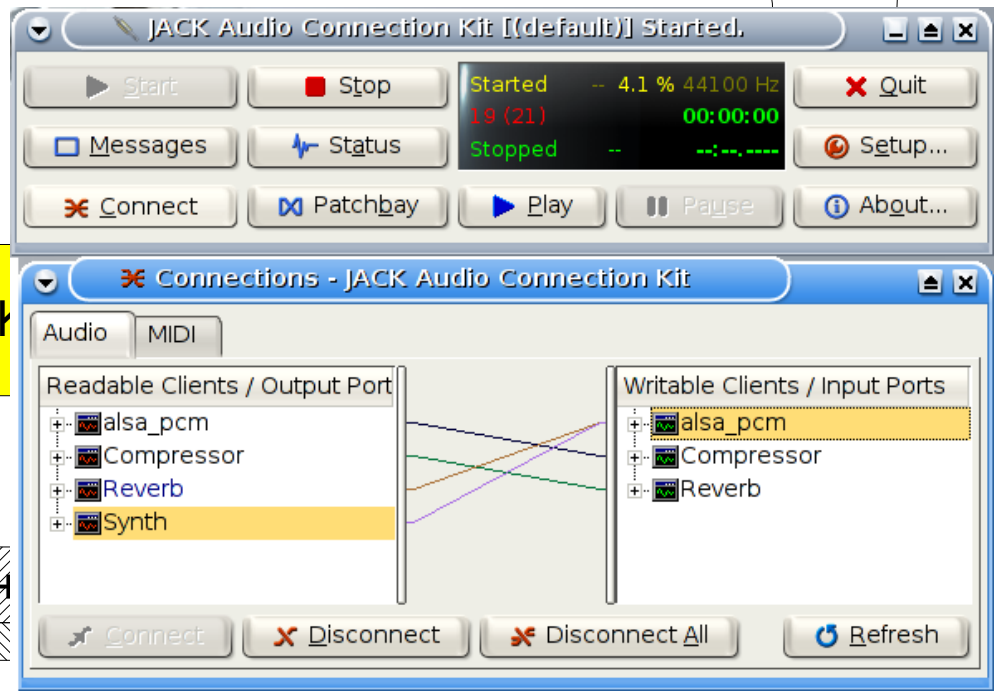 JACK Audio Connection Kit [(default)] Started.
Start Stop Started -- 4.1 % 44100 Hz Quit
19 (21) 00:00:00
Messages Status Stopped -- --:--.---- Setup...
Connect Patchbay Play Pause About...
Connections - JACK Audio Connection Kit
Audio MIDI
Readable Clients / Output Port Writable Clients / Input Ports
alsa_pcm alsa_pcm
Compressor Compressor
Reverb Reverb
Synth
Connect Disconnect Disconnect All Refresh